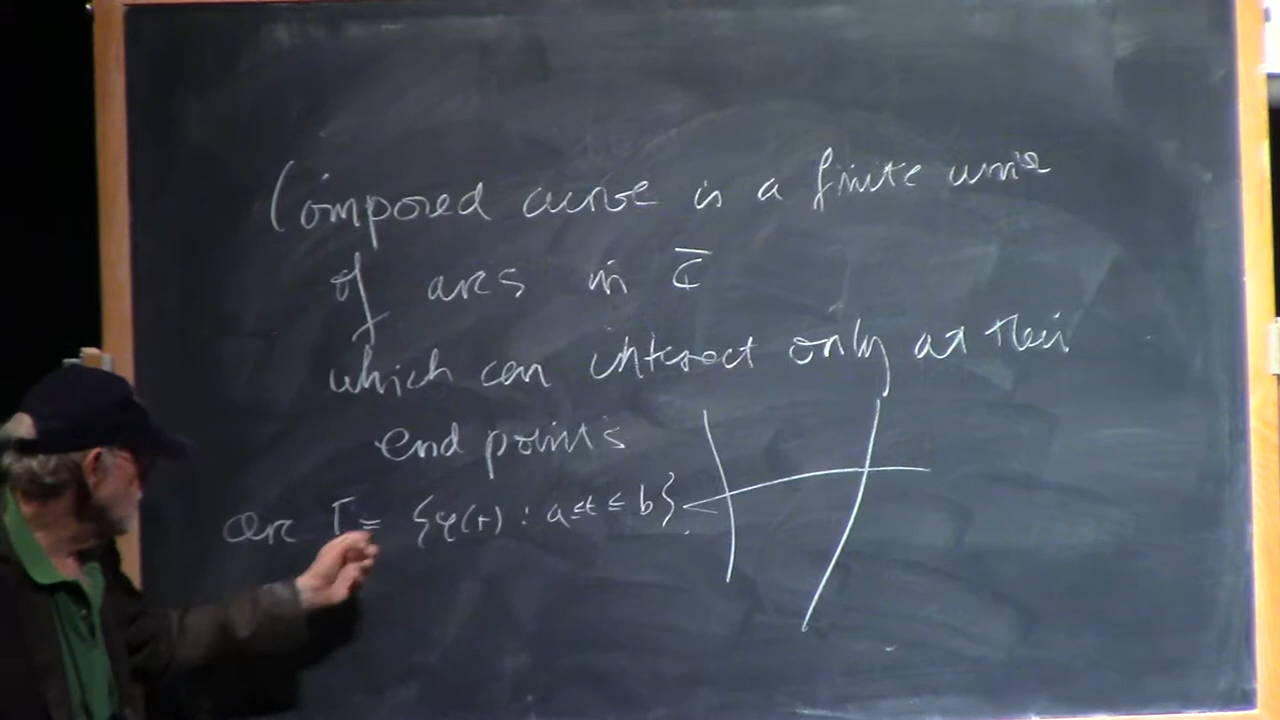 Composed curve is a finite union
of arcs in C̅
which can intersect only at their
end points
arc Γ = {φ(t) : a ≤ t ≤ b}